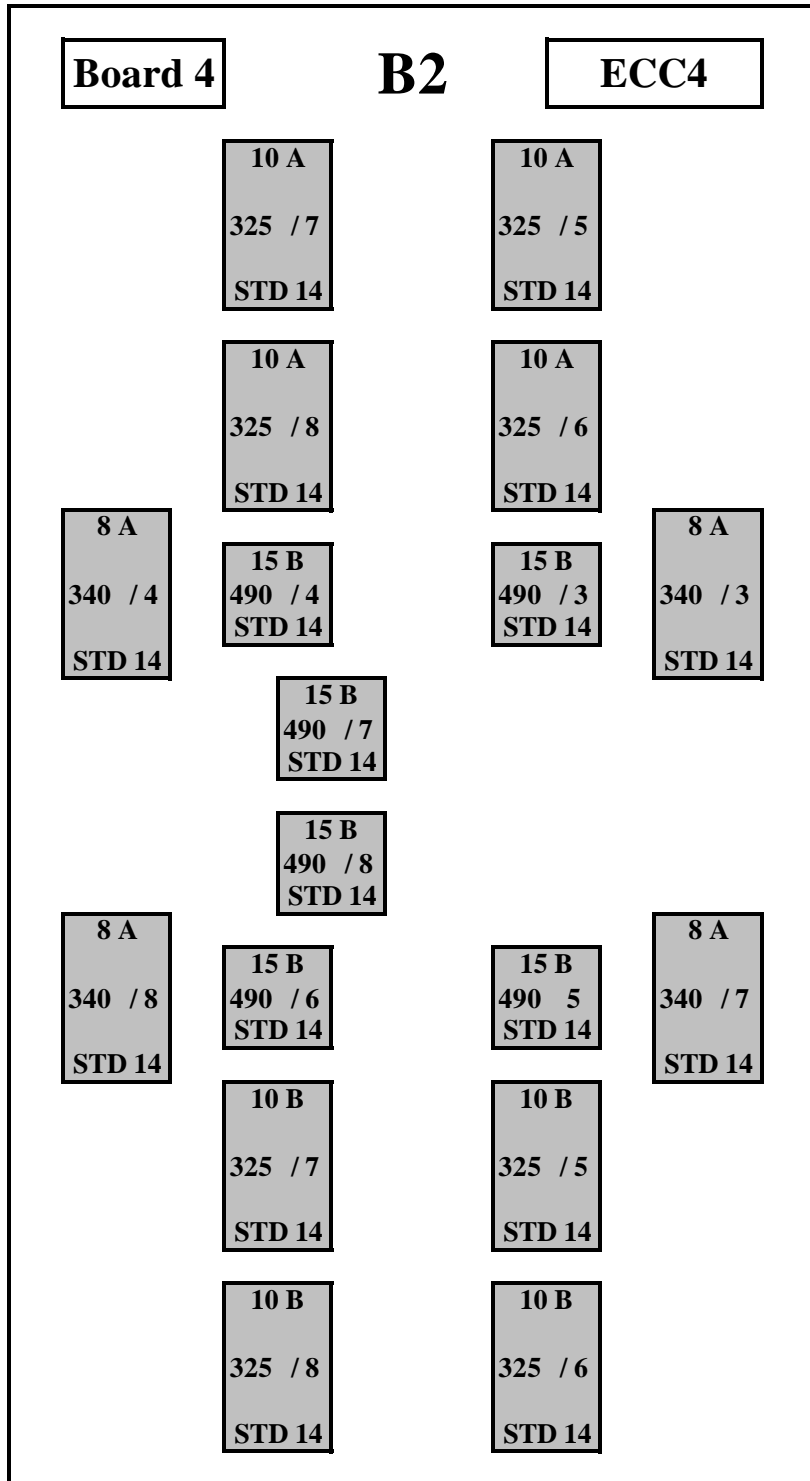 Board 4
B2
ECC4
10 A
325 / 7
STD 14
10 A
325 / 5
STD 14
10 A
325 / 8
STD 14
10 A
325 / 6
STD 14
8 A
340 / 4
STD 14
15 B
490 / 4
STD 14
15 B
490 / 3
STD 14
8 A
340 / 3
STD 14
15 B
490 / 7
STD 14
15 B
490 / 8
STD 14
8 A
340 / 8
STD 14
15 B
490 / 6
STD 14
15 B
490 5
STD 14
8 A
340 / 7
STD 14
10 B
325 / 7
STD 14
10 B
325 / 5
STD 14
10 B
325 / 8
STD 14
10 B
325 / 6
STD 14